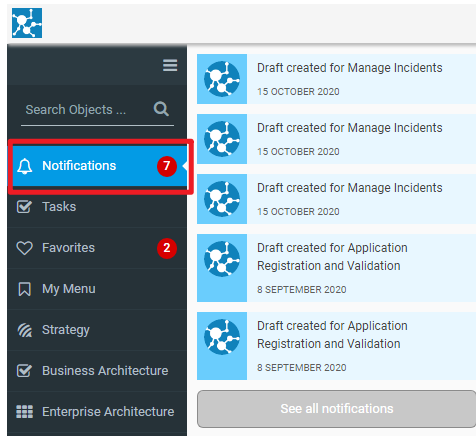 Search Objects ...
Notifications 7
Tasks
Favorites 2
My Menu
Strategy
Business Architecture
Enterprise Architecture
Draft created for Manage Incidents
15 OCTOBER 2020
Draft created for Manage Incidents
15 OCTOBER 2020
Draft created for Manage Incidents
15 OCTOBER 2020
Draft created for Application
Registration and Validation
8 SEPTEMBER 2020
Draft created for Application
Registration and Validation
8 SEPTEMBER 2020
See all notifications